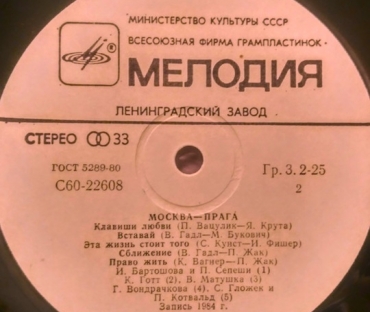 МИНИСТЕРСТВО КУЛЬТУРЫ СССР
ВСЕСОЮЗНАЯ ФИРМА ГРАМПЛАСТИНОК
МЕЛОДИЯ
ЛЕНИНГРАДСКИЙ ЗАВОД
СТЕРЕО 33
ГОСТ 5289-80
Гр. 3. 2-25
С60-22608
2
МОСКВА—ПРАГА
Клавиши любви (П. Вацулик—Я. Крута)
Вставай (В. Гадл—М. Букович)
Эта жизнь стоит того (С. Кунст—И. Фишер)
Сближение (В. Гадл—П. Жак)
Право жить (К. Вагнер—П. Жак)
И. Бартошова и П. Сепеши (1)
К. Готт (2), В. Матушка (3)
Г. Вондрачкова (4), С. Гложек и
П. Котвальд (5)
Запись 1984 г.